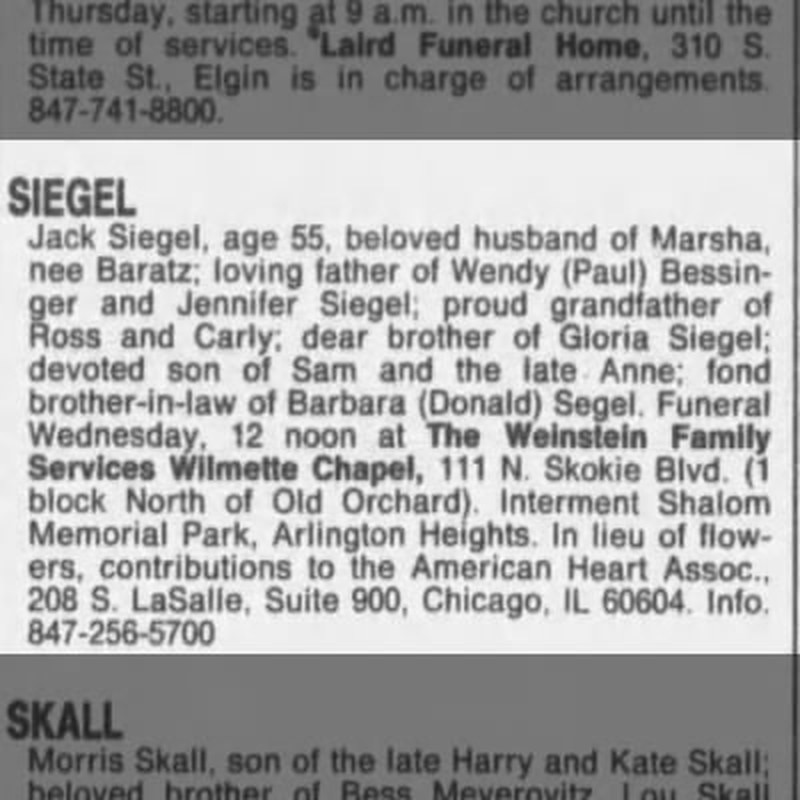 Thursday, starting at 9 a.m. in the church until the
time of services. Laird Funeral Home, 310 S.
State St., Elgin is in charge of arrangements.
847-741-8800.
SIEGEL
Jack Siegel, age 55, beloved husband of Marsha,
nee Baratz; loving father of Wendy (Paul) Bessin-
ger and Jennifer Siegel; proud grandfather of
Ross and Carly; dear brother of Gloria Siegel;
devoted son of Sam and the late Anne; fond
brother-in-law of Barbara (Donald) Segel. Funeral
Wednesday, 12 noon at The Weinstein Family
Services Wilmette Chapel, 111 N. Skokie Blvd. (1
block North of Old Orchard). Interment Shalom
Memorial Park, Arlington Heights. In lieu of flow-
ers, contributions to the American Heart Assoc.,
208 S. LaSalle, Suite 900, Chicago, IL 60604. Info.
847-256-5700
SKALL
Morris Skall, son of the late Harry and Kate Skall;
beloved brother of Bess Meyerovitz, Lou Skall